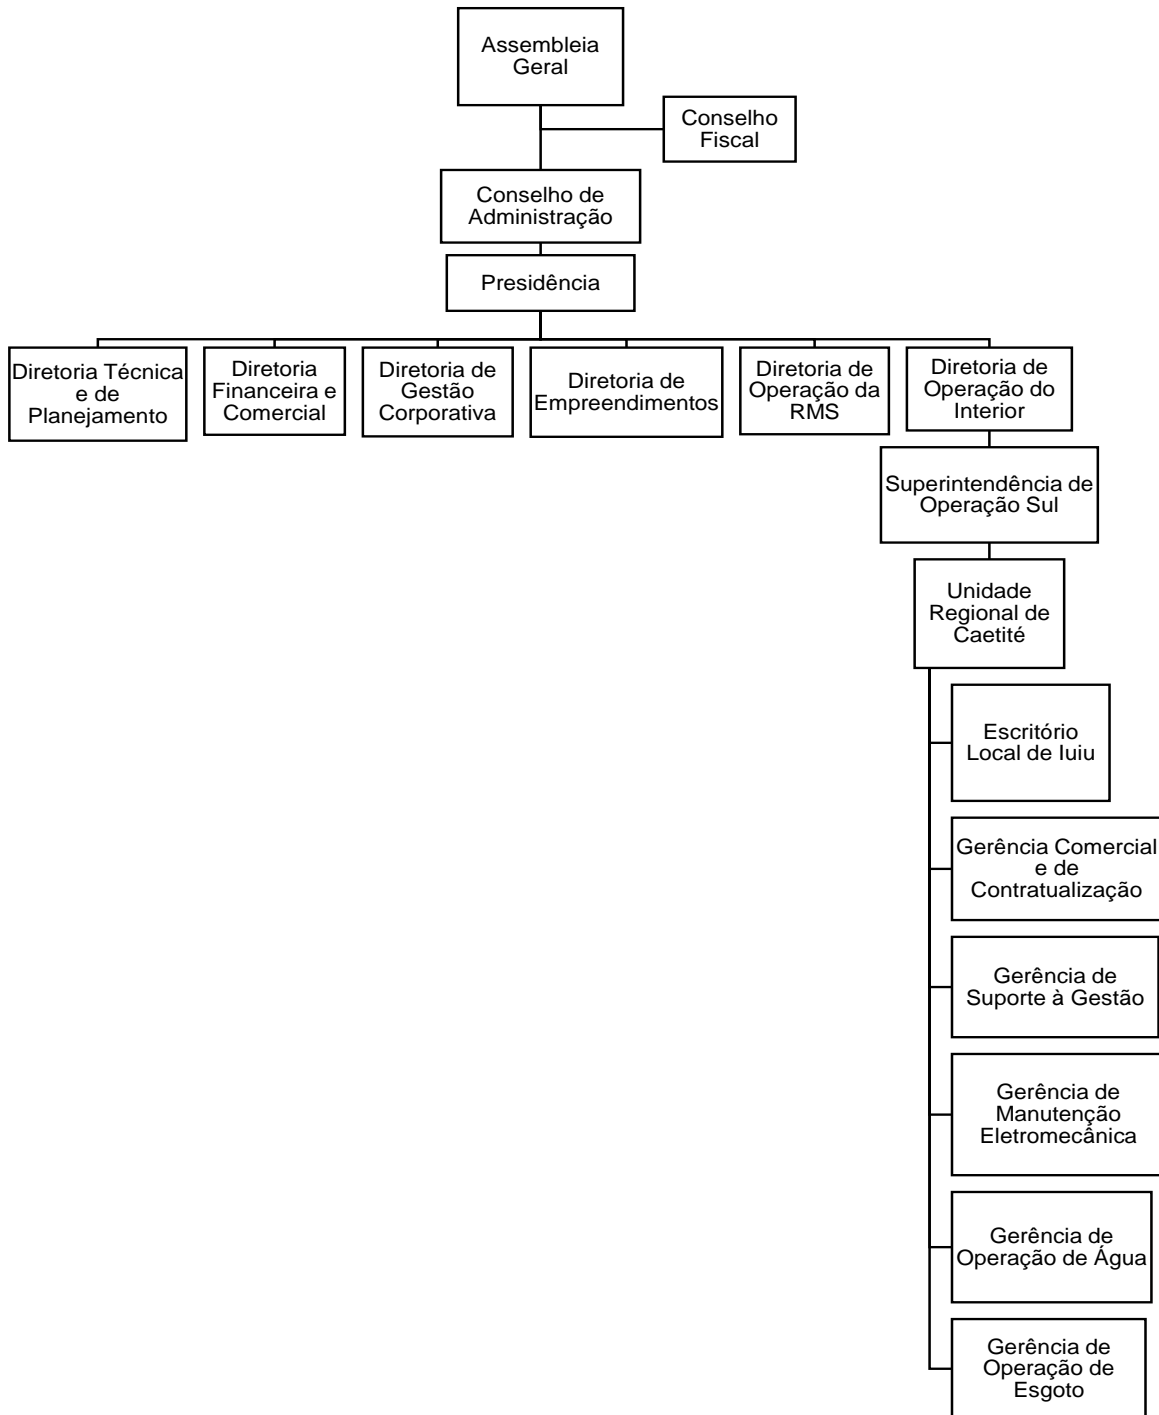 Assembleia
Geral
Conselho
Fiscal
Conselho de
Administração
Presidência
Diretoria Técnica
e de
Planejamento
Diretoria
Financeira e
Comercial
Diretoria de
Gestão
Corporativa
Diretoria de
Empreendimentos
Diretoria de
Operação da
RMS
Diretoria de
Operação do
Interior
Superintendência de
Operação Sul
Unidade
Regional de
Caetité
Escritório
Local de Iuiu
Gerência Comercial
e de
Contratualização
Gerência de
Suporte à Gestão
Gerência de
Manutenção
Eletromecânica
Gerência de
Operação de Água
Gerência de
Operação de
Esgoto